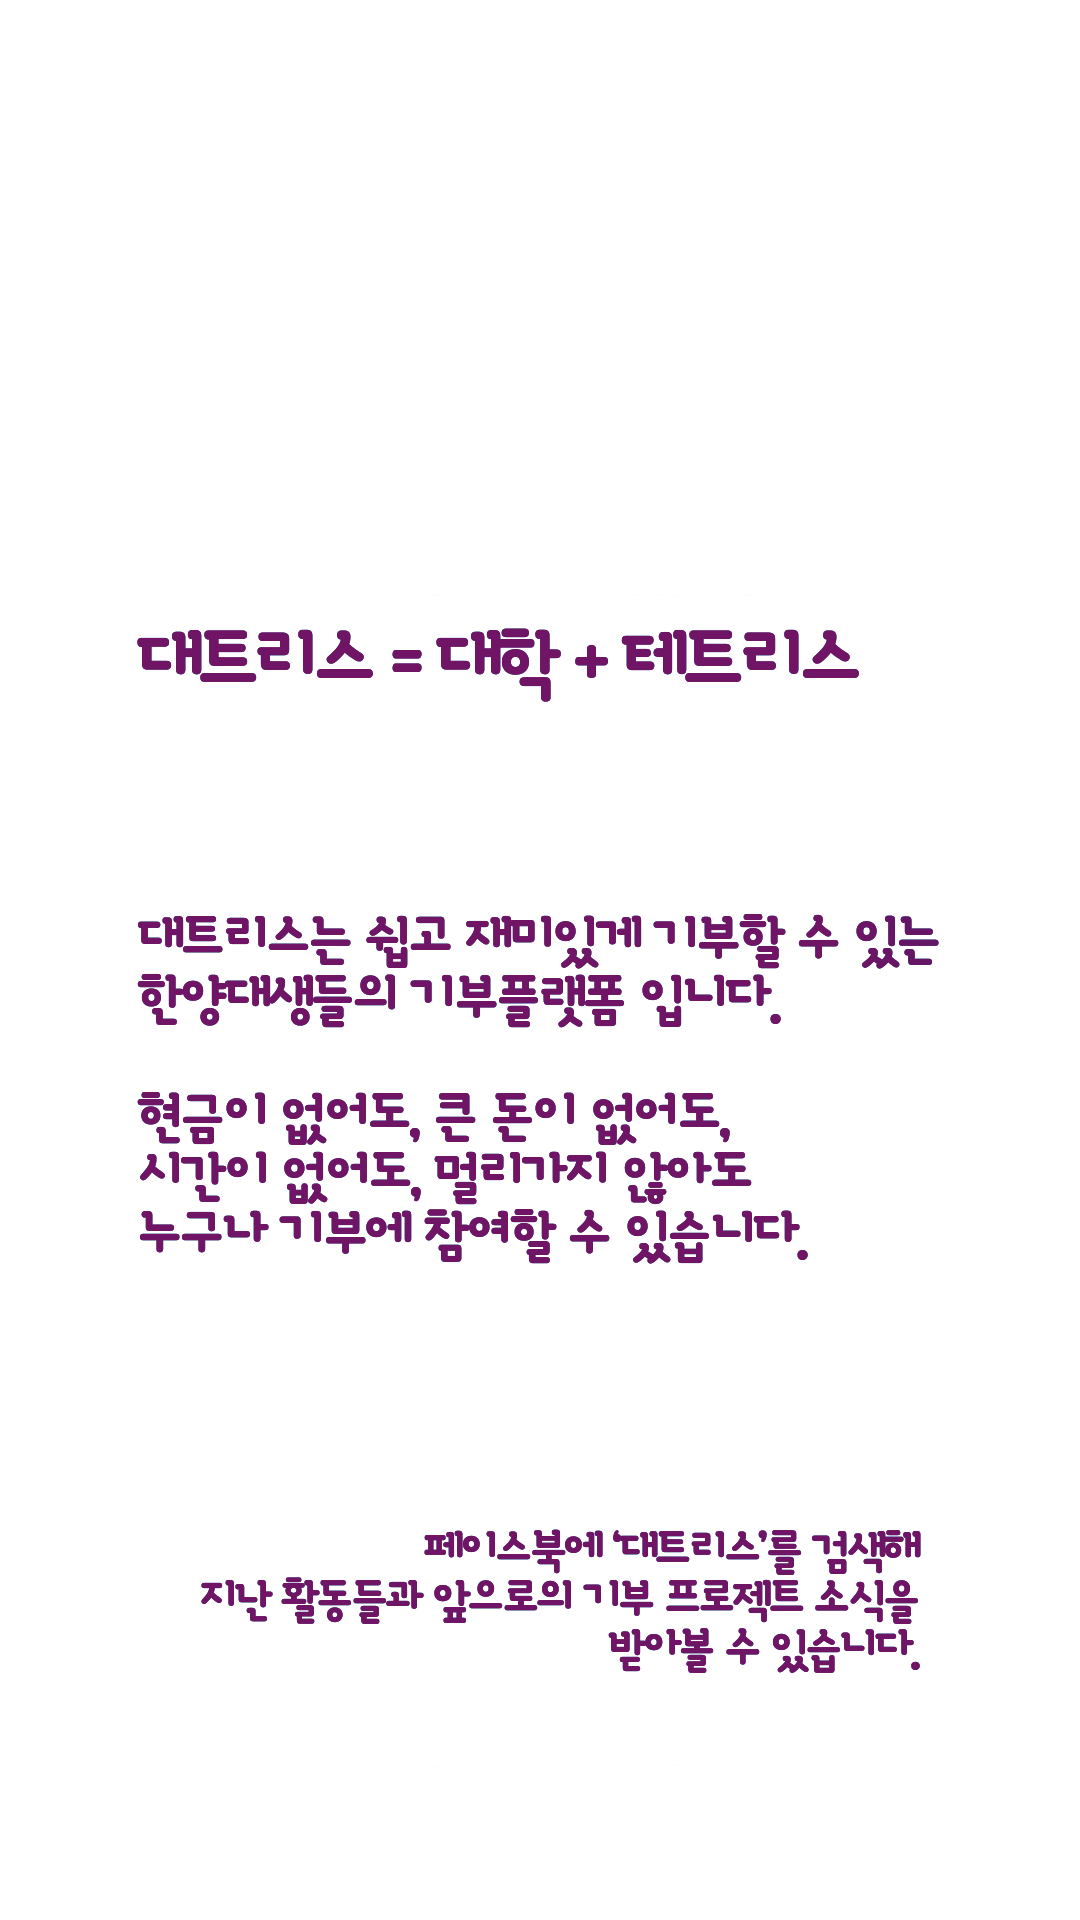 대트리스 = 대학 + 테트리스
대트리스는 쉽고 재미있게 기부할 수 있는
한양대생들의 기부플랫폼 입니다.
현금이 없어도, 큰 돈이 없어도,
시간이 없어도, 멀리가지 않아도
누구나 기부에 참여할 수 있습니다.
페이스북에 ‘대트리스’를 검색해
지난 활동들과 앞으로의 기부 프로젝트 소식을
받아볼 수 있습니다.